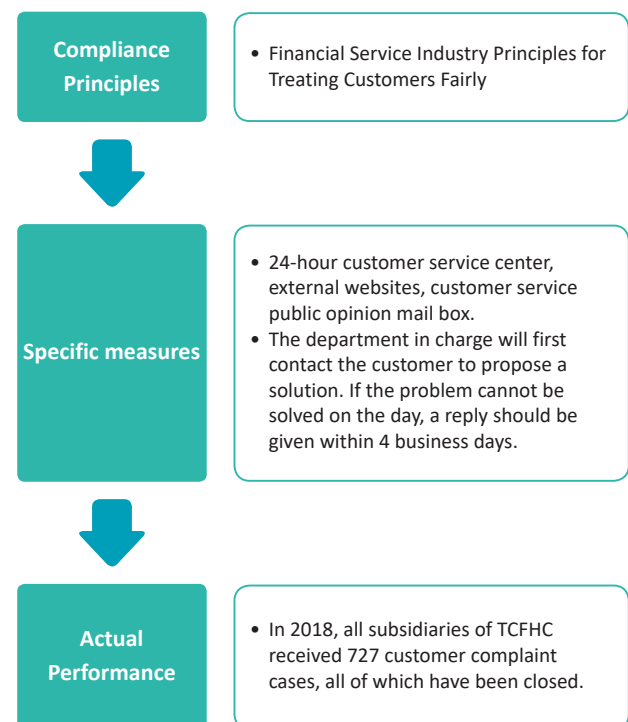 Compliance
Principles
• Financial Service Industry Principles for
Treating Customers Fairly
Specific measures
• 24-hour customer service center,
external websites, customer service
public opinion mail box.
• The department in charge will first
contact the customer to propose a
solution. If the problem cannot be
solved on the day, a reply should be
given within 4 business days.
Actual
Performance
• In 2018, all subsidiaries of TCFHC
received 727 customer complaint
cases, all of which have been closed.